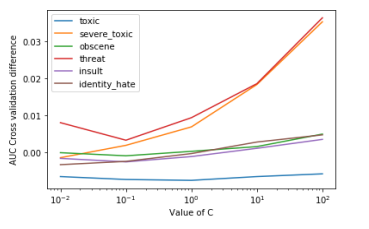 toxic
severe_toxic
obscene
threat
insult
identity_hate
0.03
0.02
0.01
0.00
AUC Cross validation difference
10⁻²
10⁻¹
10⁰
10¹
10²
Value of C